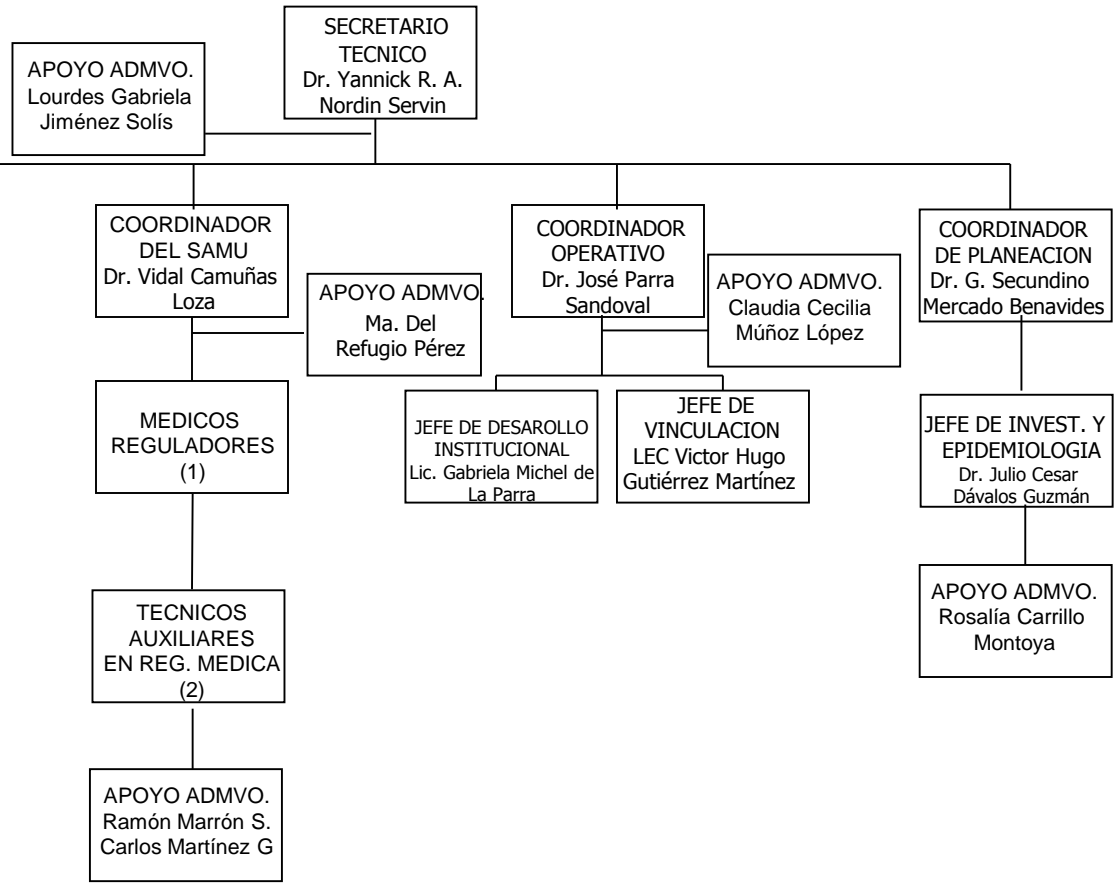 SECRETARIO
TECNICO
Dr. Yannick R. A.
Nordin Servin
APOYO ADMVO.
Lourdes Gabriela
Jiménez Solís
COORDINADOR
DEL SAMU
Dr. Vidal Camuñas
Loza
APOYO ADMVO.
Ma. Del
Refugio Pérez
MEDICOS
REGULADORES
(1)
TECNICOS
AUXILIARES
EN REG. MEDICA
(2)
APOYO ADMVO.
Ramón Marrón S.
Carlos Martínez G
COORDINADOR
OPERATIVO
Dr. José Parra
Sandoval
APOYO ADMVO.
Claudia Cecilia
Múñoz López
JEFE DE DESAROLLO
INSTITUCIONAL
Lic. Gabriela Michel de
La Parra
JEFE DE
VINCULACION
LEC Victor Hugo
Gutiérrez Martínez
COORDINADOR
DE PLANEACION
Dr. G. Secundino
Mercado Benavides
JEFE DE INVEST. Y
EPIDEMIOLOGIA
Dr. Julio Cesar
Dávalos Guzmán
APOYO ADMVO.
Rosalía Carrillo
Montoya